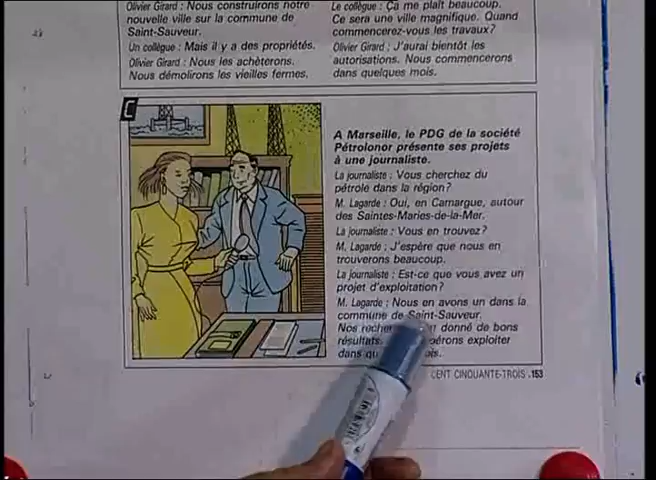 Olivier Girard : Nous construirons notre
nouvelle ville sur la commune de
Saint-Sauveur.
Un collègue : Mais il y a des propriétés.
Olivier Girard : Nous les achèterons.
Nous démolirons les vieilles fermes.
Le collègue : Ça me plaît beaucoup.
Ce sera une ville magnifique. Quand
commencerez-vous les travaux?
Olivier Girard : J'aurai bientôt les
autorisations. Nous commencerons
dans quelques mois.
C
A Marseille, le PDG de la société
Pétrolonor présente ses projets
à une journaliste.
La journaliste : Vous cherchez du
pétrole dans la région?
M. Lagarde : Oui, en Camargue, autour
des Saintes-Maries-de-la-Mer.
La journaliste : Vous en trouvez?
M. Lagarde : J'espère que nous en
trouverons beaucoup.
La journaliste : Est-ce que vous avez un
projet d'exploitation?
M. Lagarde : Nous en avons un dans la
commune de Saint-Sauveur.
Nos donné de bons
résultats. exploiter
dans
CENT CINQUANTE-TROIS . 153